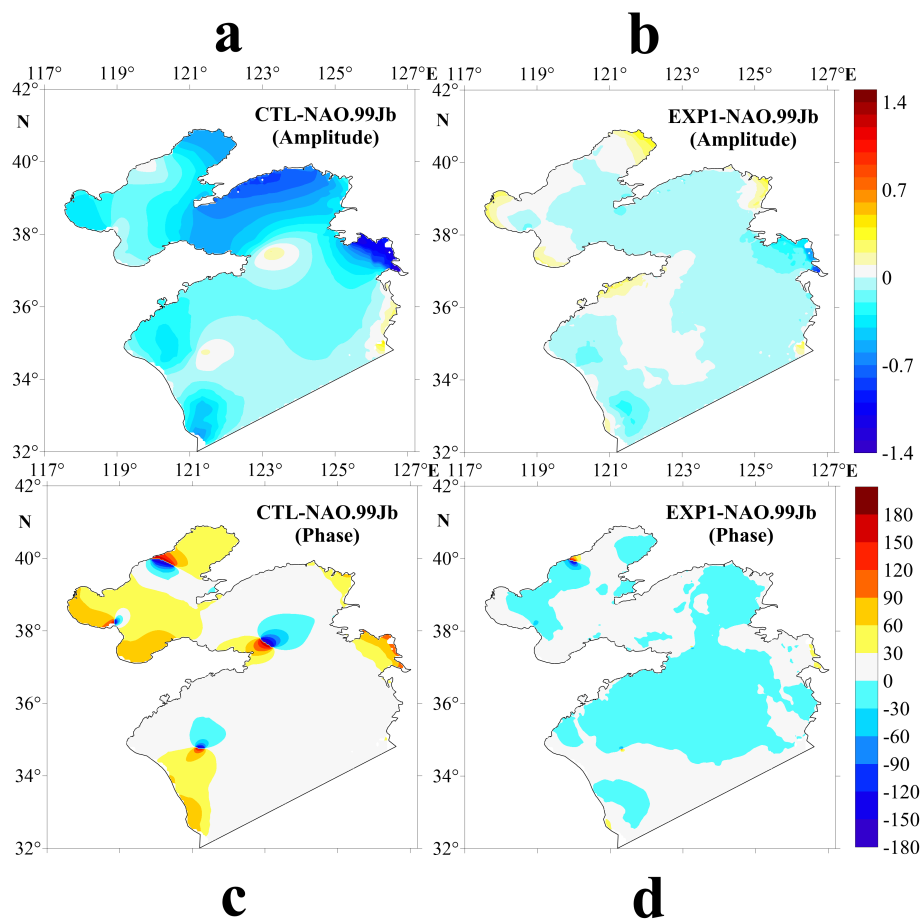 a b
117° 119° 121° 123° 125° 127°E 117° 119° 121° 123° 125° 127°E
42° 42°
N CTL-NAO.99Jb N EXP1-NAO.99Jb 1.4
(Amplitude) (Amplitude)
40° 40°
0.7
38° 38°
0
36° 36°
-0.7
34° 34°
32° 32° -1.4
117° 119° 121° 123° 125° 127°E 117° 119° 121° 123° 125° 127°E
42° 42°
N CTL-NAO.99Jb N EXP1-NAO.99Jb 180
(Phase) (Phase) 150
40° 40° 120
90
60
38° 38° 30
0
36° 36° -30
-60
-90
34° 34° -120
-150
32° 32° -180
c d